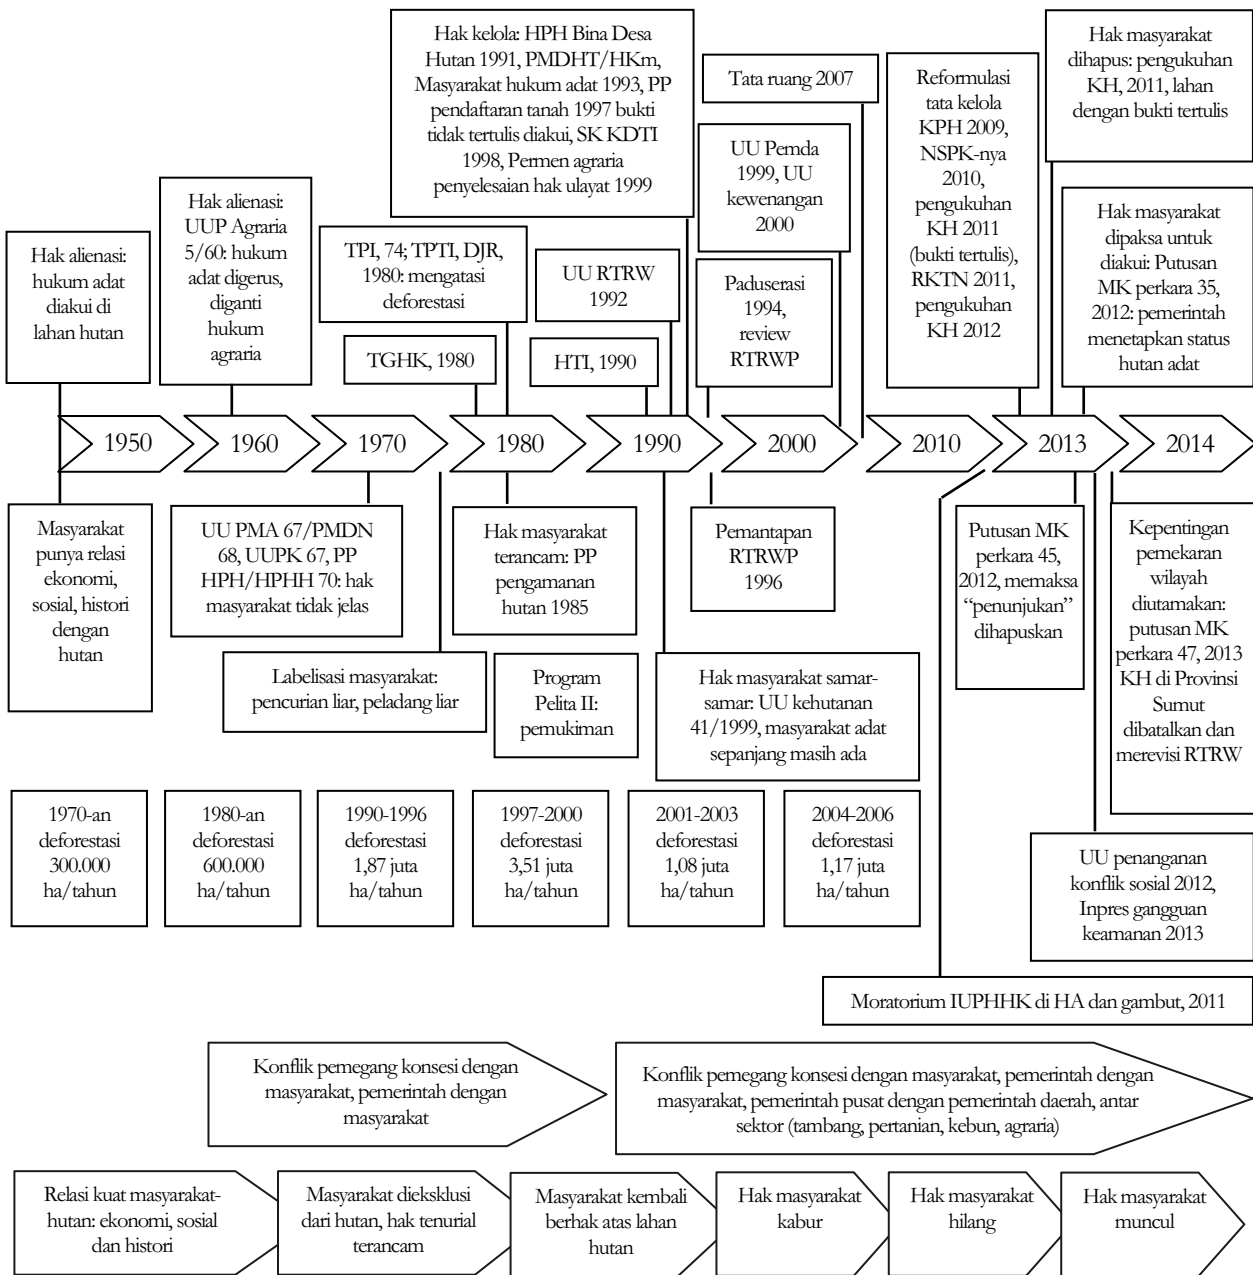 Hak kelola: HPH Bina Desa
Hutan 1991, PMDHT/HKm,
Masyarakat hukum adat 1993, PP
pendaftaran tanah 1997 bukti
tidak tertulis diakui, SK KDTI
1998, Permen agraria
penyelesaian hak ulayat 1999
Tata ruang 2007
Reformulasi
tata kelola
KPH 2009,
NSPK-nya
2010,
pengukuhan
KH 2011
(bukti tertulis),
RKTN 2011,
pengukuhan
KH 2012
Hak masyarakat
dihapus: pengukuhan
KH, 2011, lahan
dengan bukti tertulis
UU Pemda
1999, UU
kewenangan
2000
Hak alienasi:
UUP Agraria
5/60: hukum
adat digerus,
diganti
hukum
agraria
Hak masyarakat
dipaksa untuk
diakui: Putusan
MK perkara 35,
2012: pemerintah
menetapkan status
hutan adat
Hak alienasi:
hukum adat
diakui di
lahan hutan
TPI, 74; TPTI, DJR,
1980: mengatasi
deforestasi
UU RTRW
1992
Paduserasi
1994,
review
RTRWP
TGHK, 1980
HTI, 1990
1950
1960
1970
1980
1990
2000
2010
2013
2014
Masyarakat
punya relasi
ekonomi,
sosial, histori
dengan
hutan
UU PMA 67/PMDN
68, UUPK 67, PP
HPH/HPHH 70: hak
masyarakat tidak jelas
Hak masyarakat
terancam: PP
pengamanan
hutan 1985
Pemantapan
RTRWP
1996
Putusan MK
perkara 45,
2012, memaksa
“penunjukan”
dihapuskan
Kepentingan
pemekaran
wilayah
diutamakan:
putusan MK
perkara 47, 2013
KH di Provinsi
Sumut
dibatalkan dan
merevisi RTRW
Labelisasi masyarakat:
pencurian liar, peladang liar
Program
Pelita II:
pemukiman
Hak masyarakat samar-
samar: UU kehutanan
41/1999, masyarakat adat
sepanjang masih ada
1970-an
deforestasi
300.000
ha/tahun
1980-an
deforestasi
600.000
ha/tahun
1990-1996
deforestasi
1,87 juta
ha/tahun
1997-2000
deforestasi
3,51 juta
ha/tahun
2001-2003
deforestasi
1,08 juta
ha/tahun
2004-2006
deforestasi
1,17 juta
ha/tahun
UU penanganan
konflik sosial 2012,
Inpres gangguan
keamanan 2013
Moratorium IUPHHK di HA dan gambut, 2011
Konflik pemegang konsesi dengan
masyarakat, pemerintah dengan
masyarakat
Konflik pemegang konsesi dengan masyarakat, pemerintah dengan
masyarakat, pemerintah pusat dengan pemerintah daerah, antar
sektor (tambang, pertanian, kebun, agraria)
Relasi kuat masyarakat-
hutan: ekonomi, sosial
dan histori
Masyarakat dieksklusi
dari hutan, hak tenurial
terancam
Masyarakat kembali
berhak atas lahan
hutan
Hak masyarakat
kabur
Hak masyarakat
hilang
Hak masyarakat
muncul